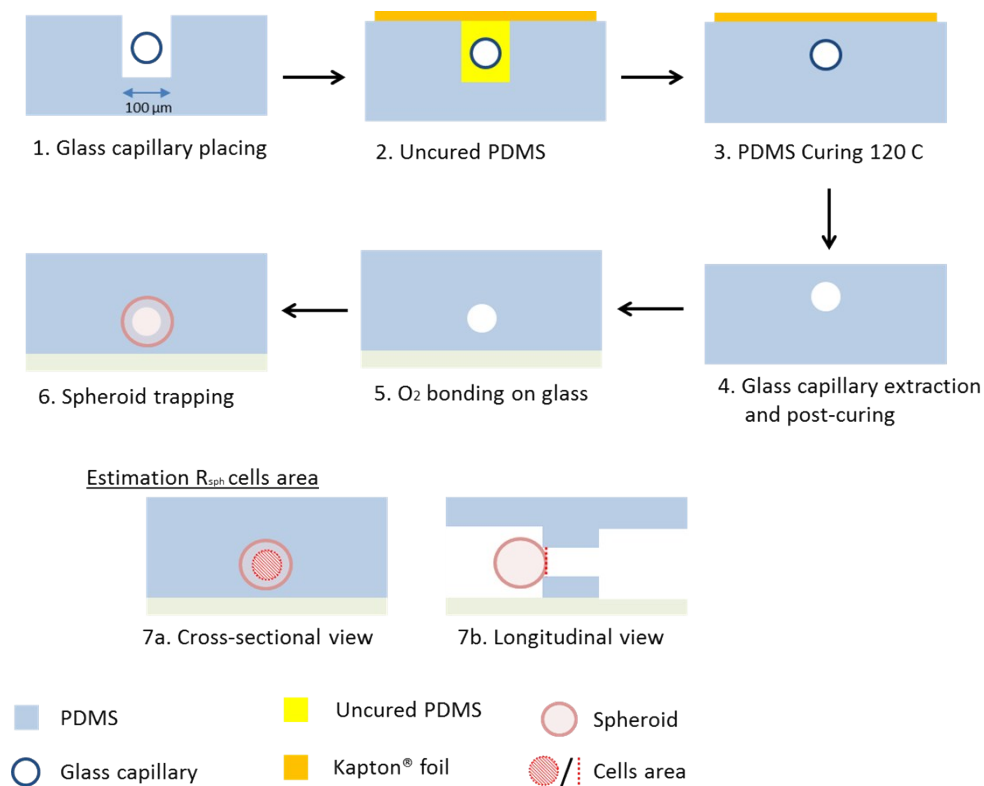 100 µm
1. Glass capillary placing
2. Uncured PDMS
3. PDMS Curing 120 C
4. Glass capillary extraction
and post-curing
5. O₂ bonding on glass
6. Spheroid trapping
Estimation Rsph cells area
7a. Cross-sectional view
7b. Longitudinal view
PDMS
Uncured PDMS
Spheroid
Glass capillary
Kapton® foil
Cells area